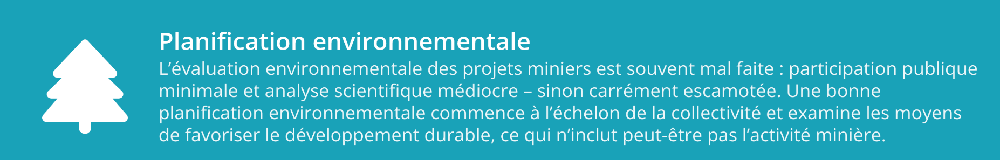 Planification environnementale
L’évaluation environnementale des projets miniers est souvent mal faite : participation publique
minimale et analyse scientifique médiocre – sinon carrément escamotée. Une bonne
planification environnementale commence à l’échelon de la collectivité et examine les moyens
de favoriser le développement durable, ce qui n’inclut peut-être pas l’activité minière.